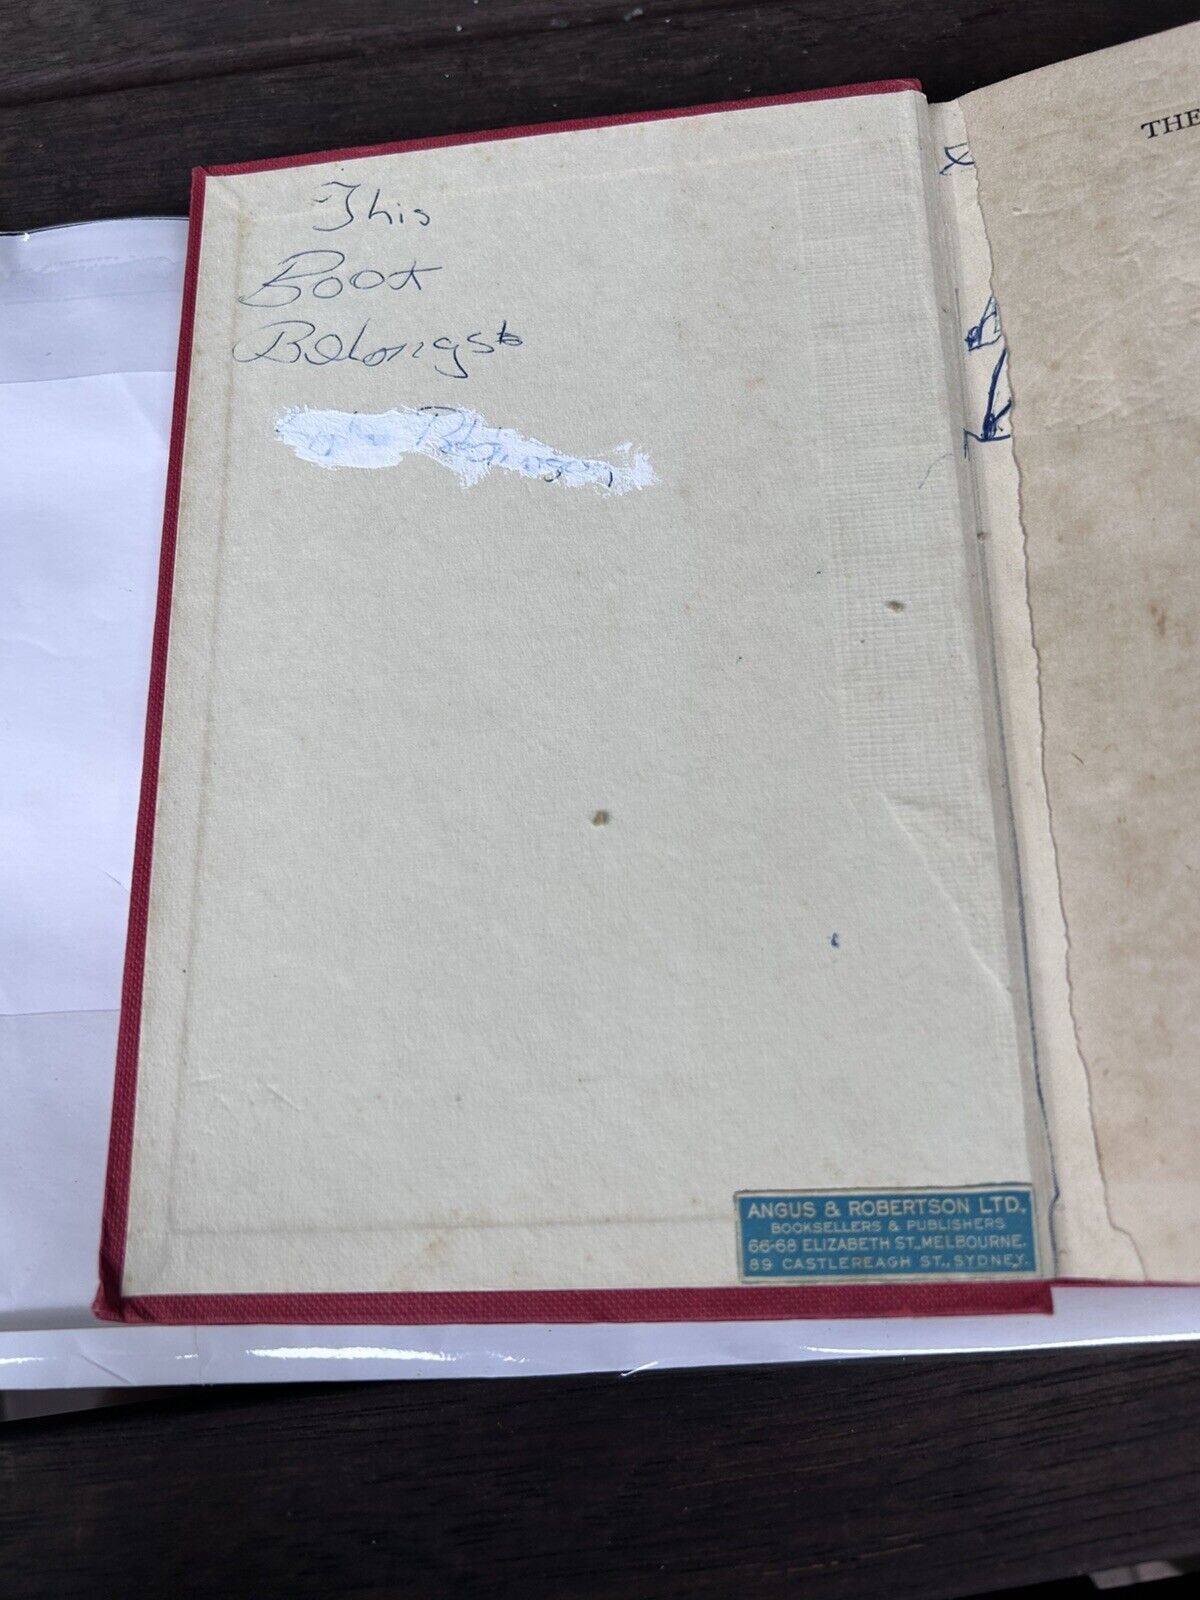 This
Book
Belongs to
THE
ANGUS & ROBERTSON LTD.,
BOOKSELLERS & PUBLISHERS
66-68 ELIZABETH ST., MELBOURNE.
89 CASTLEREAGH ST., SYDNEY.